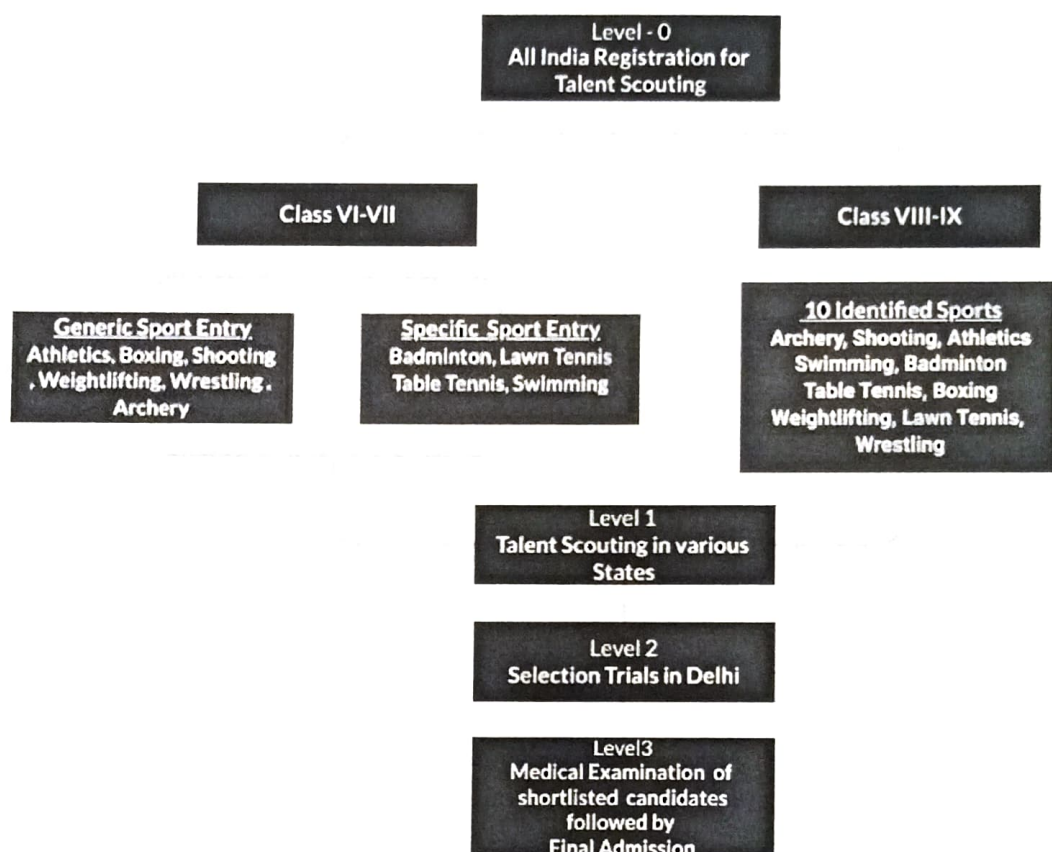 Level - 0
All India Registration for
Talent Scouting
Class VI-VII
Class VIII-IX
Generic Sport Entry
Athletics, Boxing, Shooting
, Weightlifting, Wrestling,
Archery
Specific Sport Entry
Badminton, Lawn Tennis
Table Tennis, Swimming
10 Identified Sports
Archery, Shooting, Athletics
Swimming, Badminton
Table Tennis, Boxing
Weightlifting, Lawn Tennis,
Wrestling
Level 1
Talent Scouting in various
States
Level 2
Selection Trials in Delhi
Level3
Medical Examination of
shortlisted candidates
followed by
Final Admission